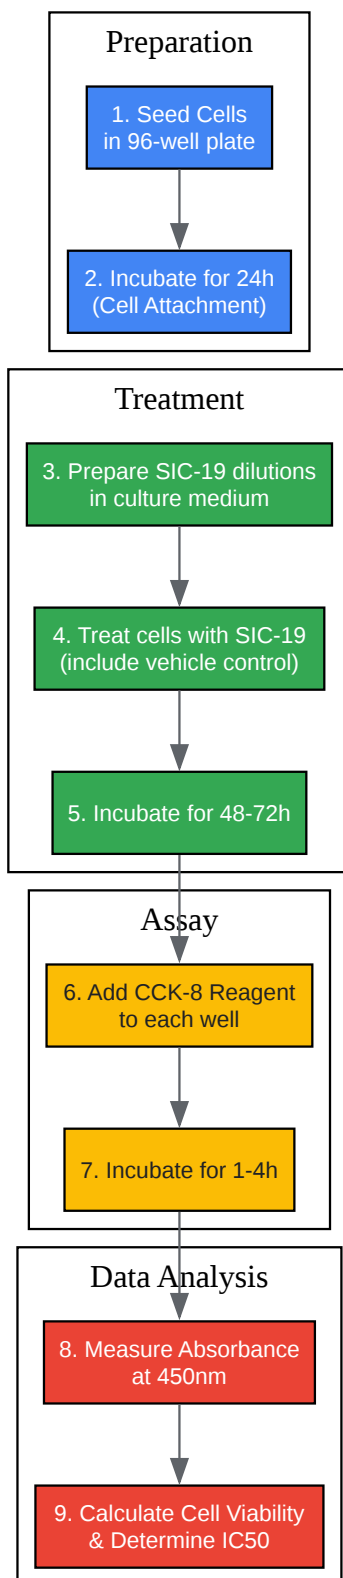 Preparation
1. Seed Cells
in 96-well plate
2. Incubate for 24h
(Cell Attachment)
Treatment
3. Prepare SIC-19 dilutions
in culture medium
4. Treat cells with SIC-19
(include vehicle control)
5. Incubate for 48-72h
Assay
6. Add CCK-8 Reagent
to each well
7. Incubate for 1-4h
Data Analysis
8. Measure Absorbance
at 450nm
9. Calculate Cell Viability
& Determine IC50